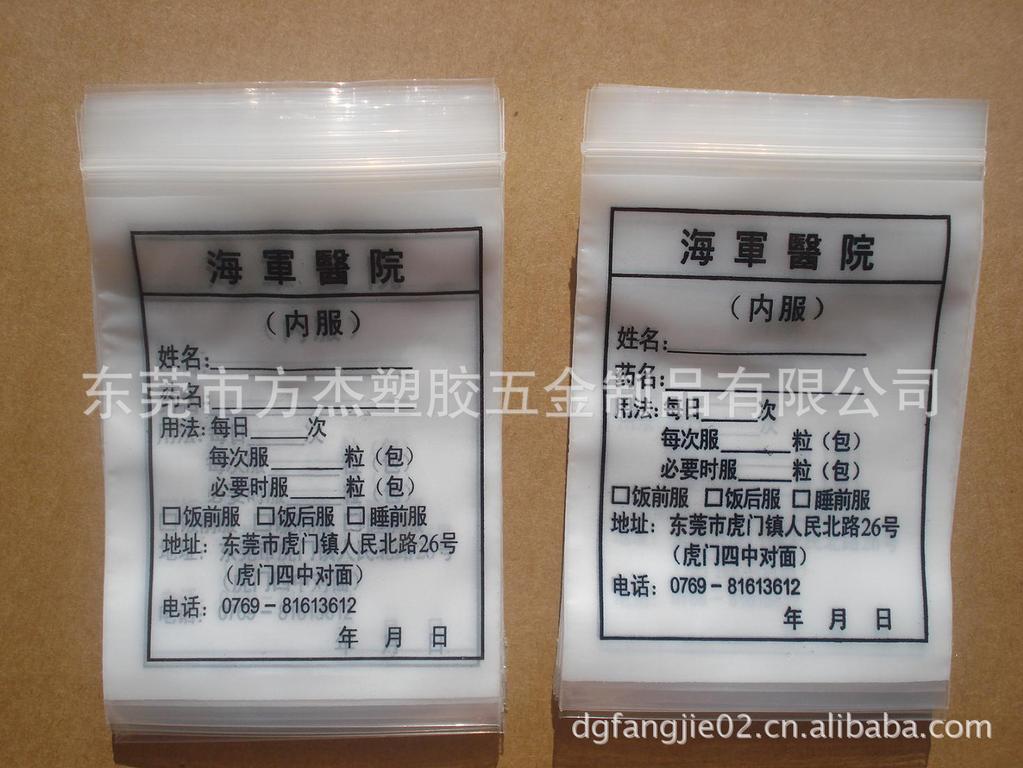 海軍醫院
（内服）
姓名：
药名：
用法：每日 次
每次服 粒（包）
必要时服 粒（包）
□饭前服 □饭后服 □睡前服
地址：东莞市虎门镇人民北路26号
（虎门四中对面）
电话：0769－81613612
年 月 日
海軍醫院
（内服）
姓名：
药名：
用法：每日 次
每次服 粒（包）
必要时服 粒（包）
□饭前服 □饭后服 □睡前服
地址：东莞市虎门镇人民北路26号
（虎门四中对面）
电话：0769－81613612
年 月 日
东莞市方杰塑胶五金制品有限公司
dgfangjie02.cn.alibaba.com